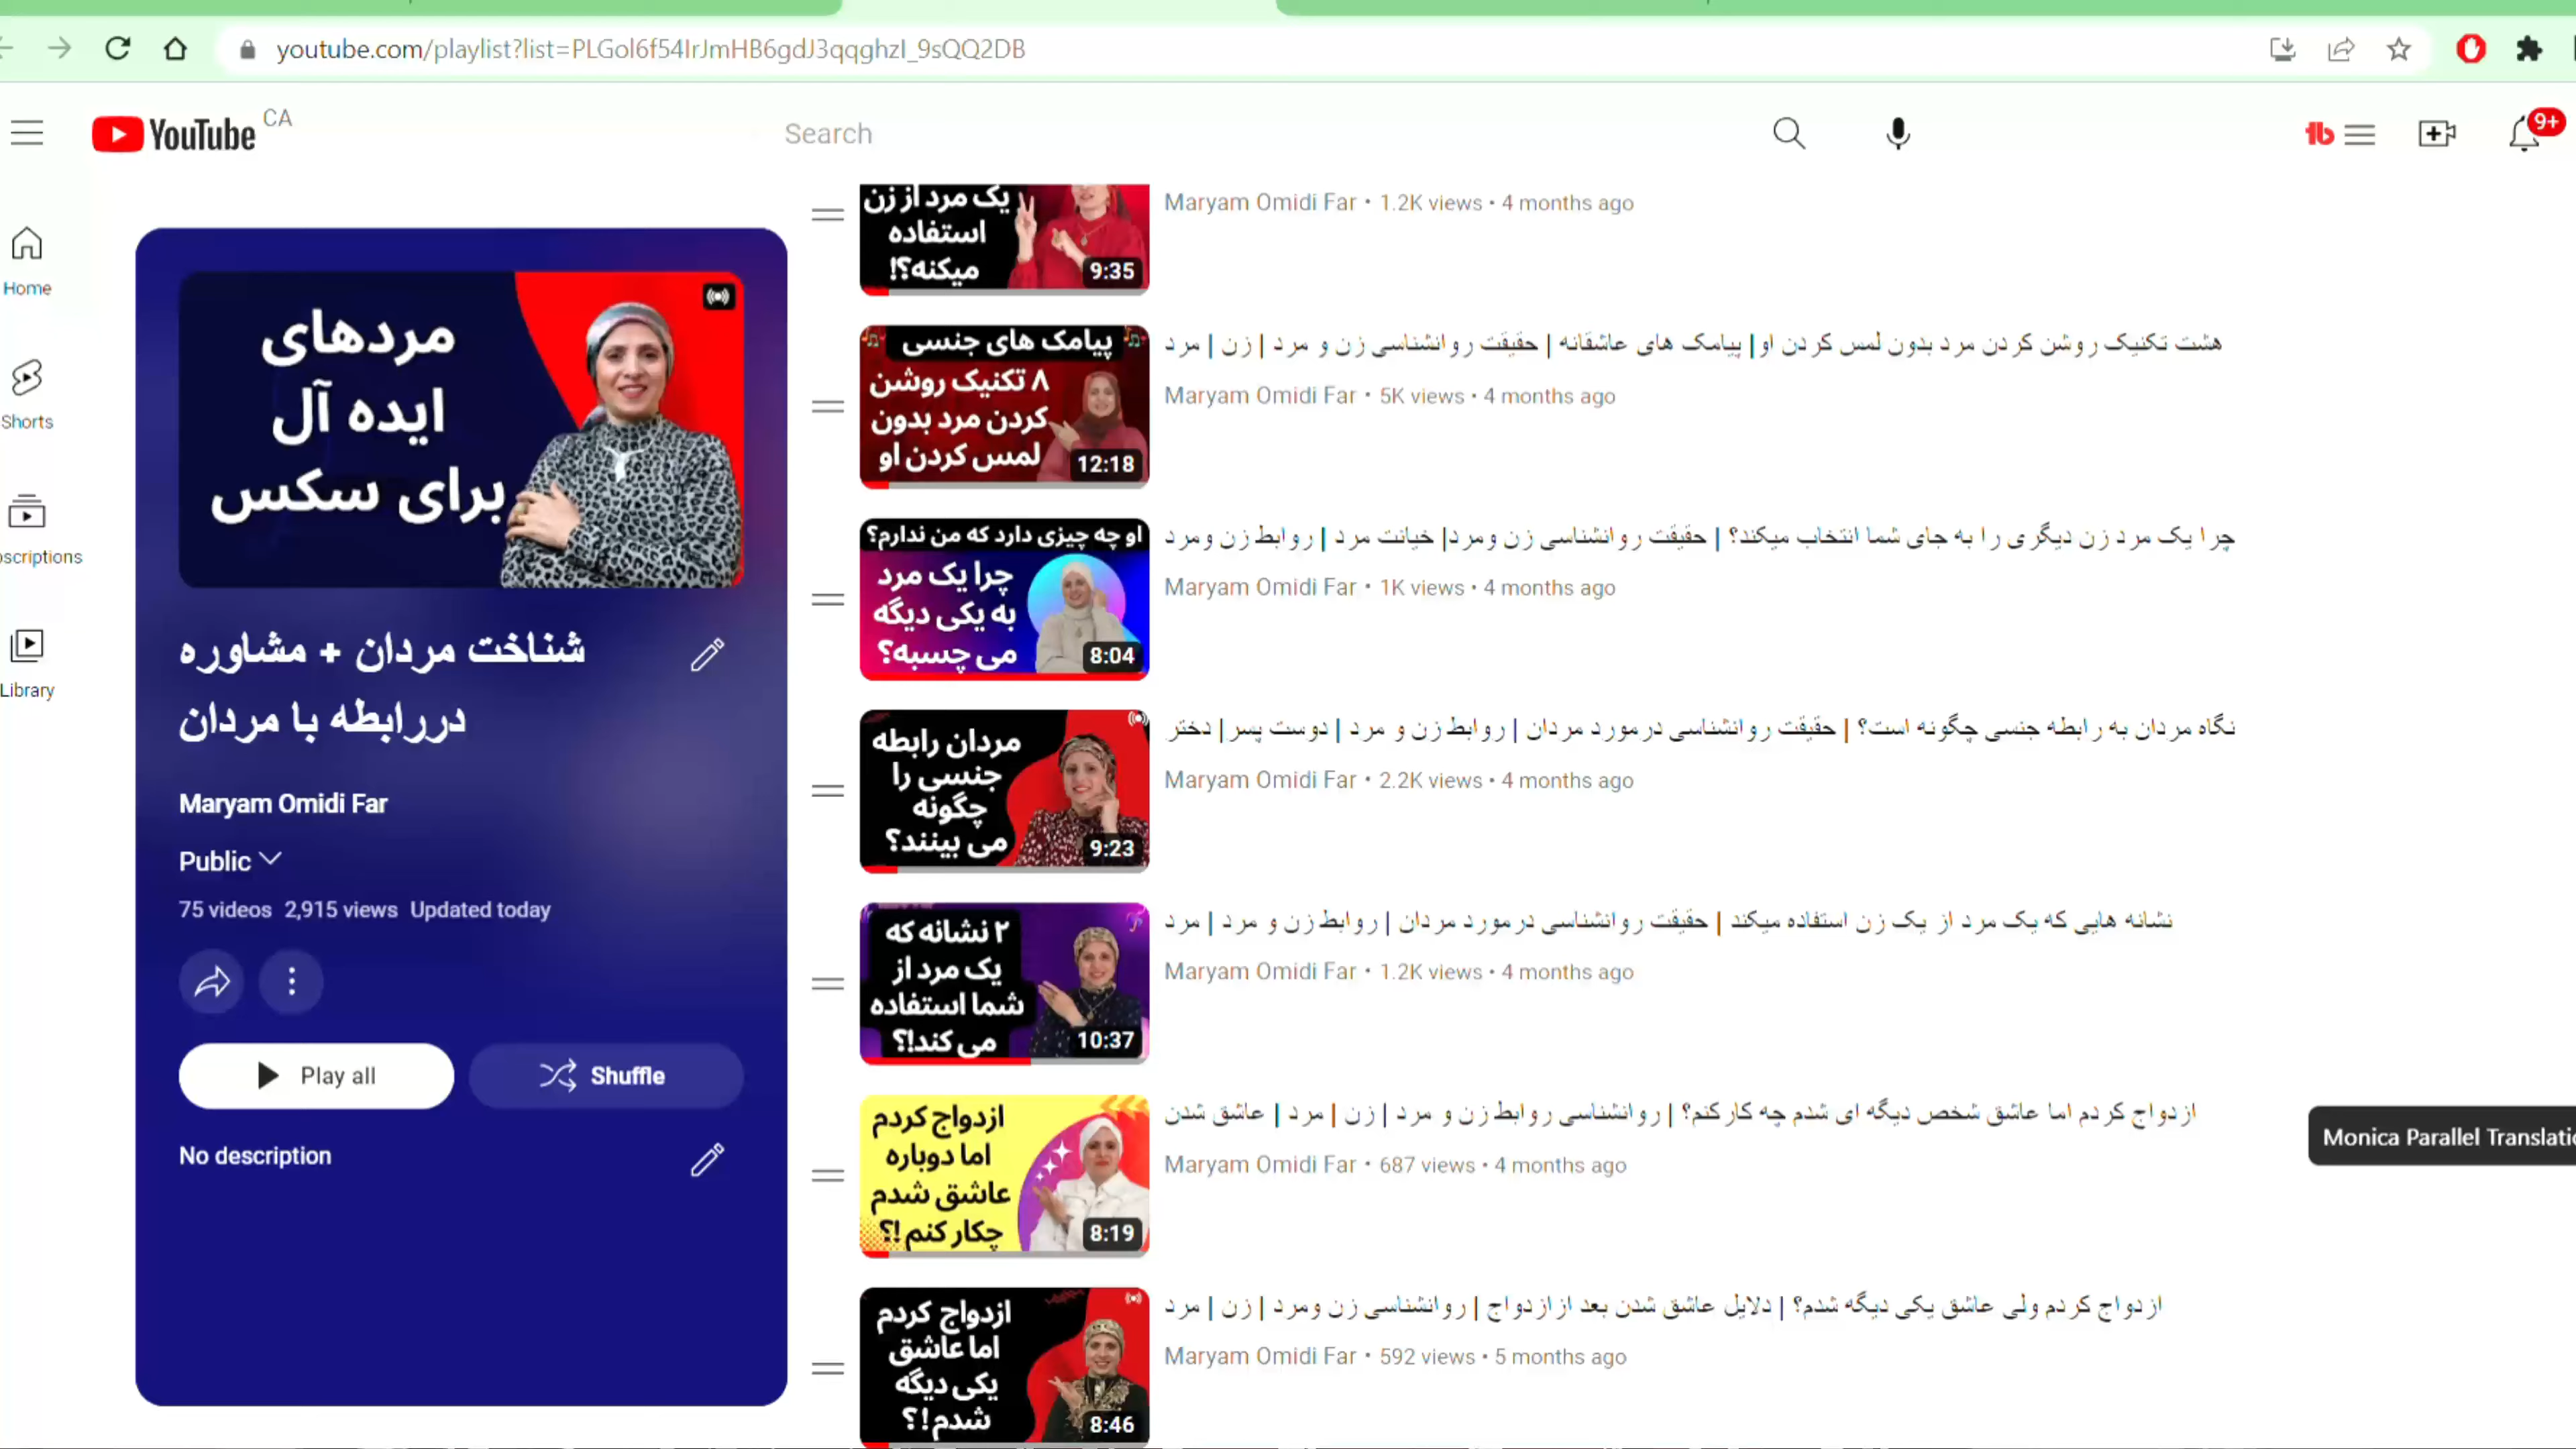 youtube.com/playlist?list=PLGol6f54IrJmHB6gdJ3qqghzI_9sQQ2DB
YouTube CA
Search
9+
Home
Shorts
bscriptions
Library
مردهای
ایده آل
برای سکس
شناخت مردان + مشاوره
دررابطه با مردان
Maryam Omidi Far
Public
75 videos 2,915 views Updated today
Play all
Shuffle
No description
یک مرد از زن
استفاده
میکنه؟!
9:35
Maryam Omidi Far • 1.2K views • 4 months ago
پیامک های جنسی
۸ تکنیک روشن
کردن مرد بدون
لمس کردن او
12:18
هشت تکنیک روشن کردن مرد بدون لمس کردن او| پیامک های عاشقانه | حقیقت روانشناسی زن و مرد | زن | مرد
Maryam Omidi Far • 5K views • 4 months ago
او چه چیزی دارد که من ندارم؟
چرا یک مرد
به یکی دیگه
می چسبه؟
8:04
چرا یک مرد زن دیگری را به جای شما انتخاب میکند؟ | حقیقت روانشناسی زن ومرد| خیانت مرد | روابط زن ومرد
Maryam Omidi Far • 1K views • 4 months ago
مردان رابطه
جنسی را
چگونه
می بینند؟
9:23
نگاه مردان به رابطه جنسی چگونه است؟ | حقیقت روانشناسی درمورد مردان | روابط زن و مرد | دوست پسر| دختر
Maryam Omidi Far • 2.2K views • 4 months ago
۲ نشانه که
یک مرد از
شما استفاده
می کند!؟
10:37
نشانه هایی که یک مرد از یک زن استفاده میکند | حقیقت روانشناسی درمورد مردان | روابط زن و مرد | مرد
Maryam Omidi Far • 1.2K views • 4 months ago
ازدواج کردم
اما دوباره
عاشق شدم
چکار کنم !؟
8:19
ازدواج کردم اما عاشق شخص دیگه ای شدم چه کارکنم؟ | روانشناسی روابط زن و مرد | زن | مرد | عاشق شدن
Maryam Omidi Far • 687 views • 4 months ago
Monica Parallel Translatio
ازدواج کردم
اما عاشق
یکی دیگه
شدم!؟
8:46
ازدواج کردم ولی عاشق یکی دیگه شدم؟ | دلایل عاشق شدن بعد ازازدواج | روانشناسی زن ومرد | زن | مرد
Maryam Omidi Far • 592 views • 5 months ago